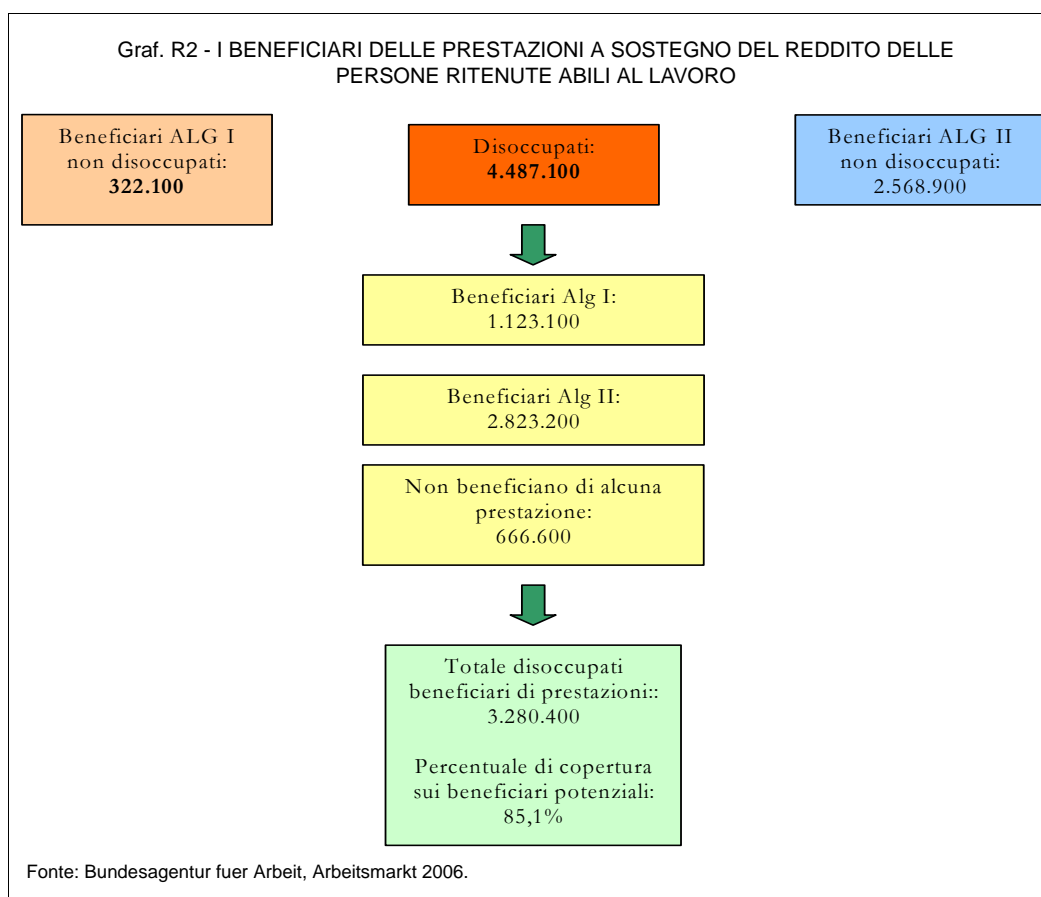 Graf. R2 - I BENEFICIARI DELLE PRESTAZIONI A SOSTEGNO DEL REDDITO DELLE
PERSONE RITENUTE ABILI AL LAVORO
Beneficiari ALG I
non disoccupati:
322.100
Disoccupati:
4.487.100
Beneficiari ALG II
non disoccupati:
2.568.900
Beneficiari Alg I:
1.123.100
Beneficiari Alg II:
2.823.200
Non beneficiano di alcuna
prestazione:
666.600
Totale disoccupati
beneficiari di prestazioni::
3.280.400
Percentuale di copertura
sui beneficiari potenziali:
85,1%
Fonte: Bundesagentur fuer Arbeit, Arbeitsmarkt 2006.